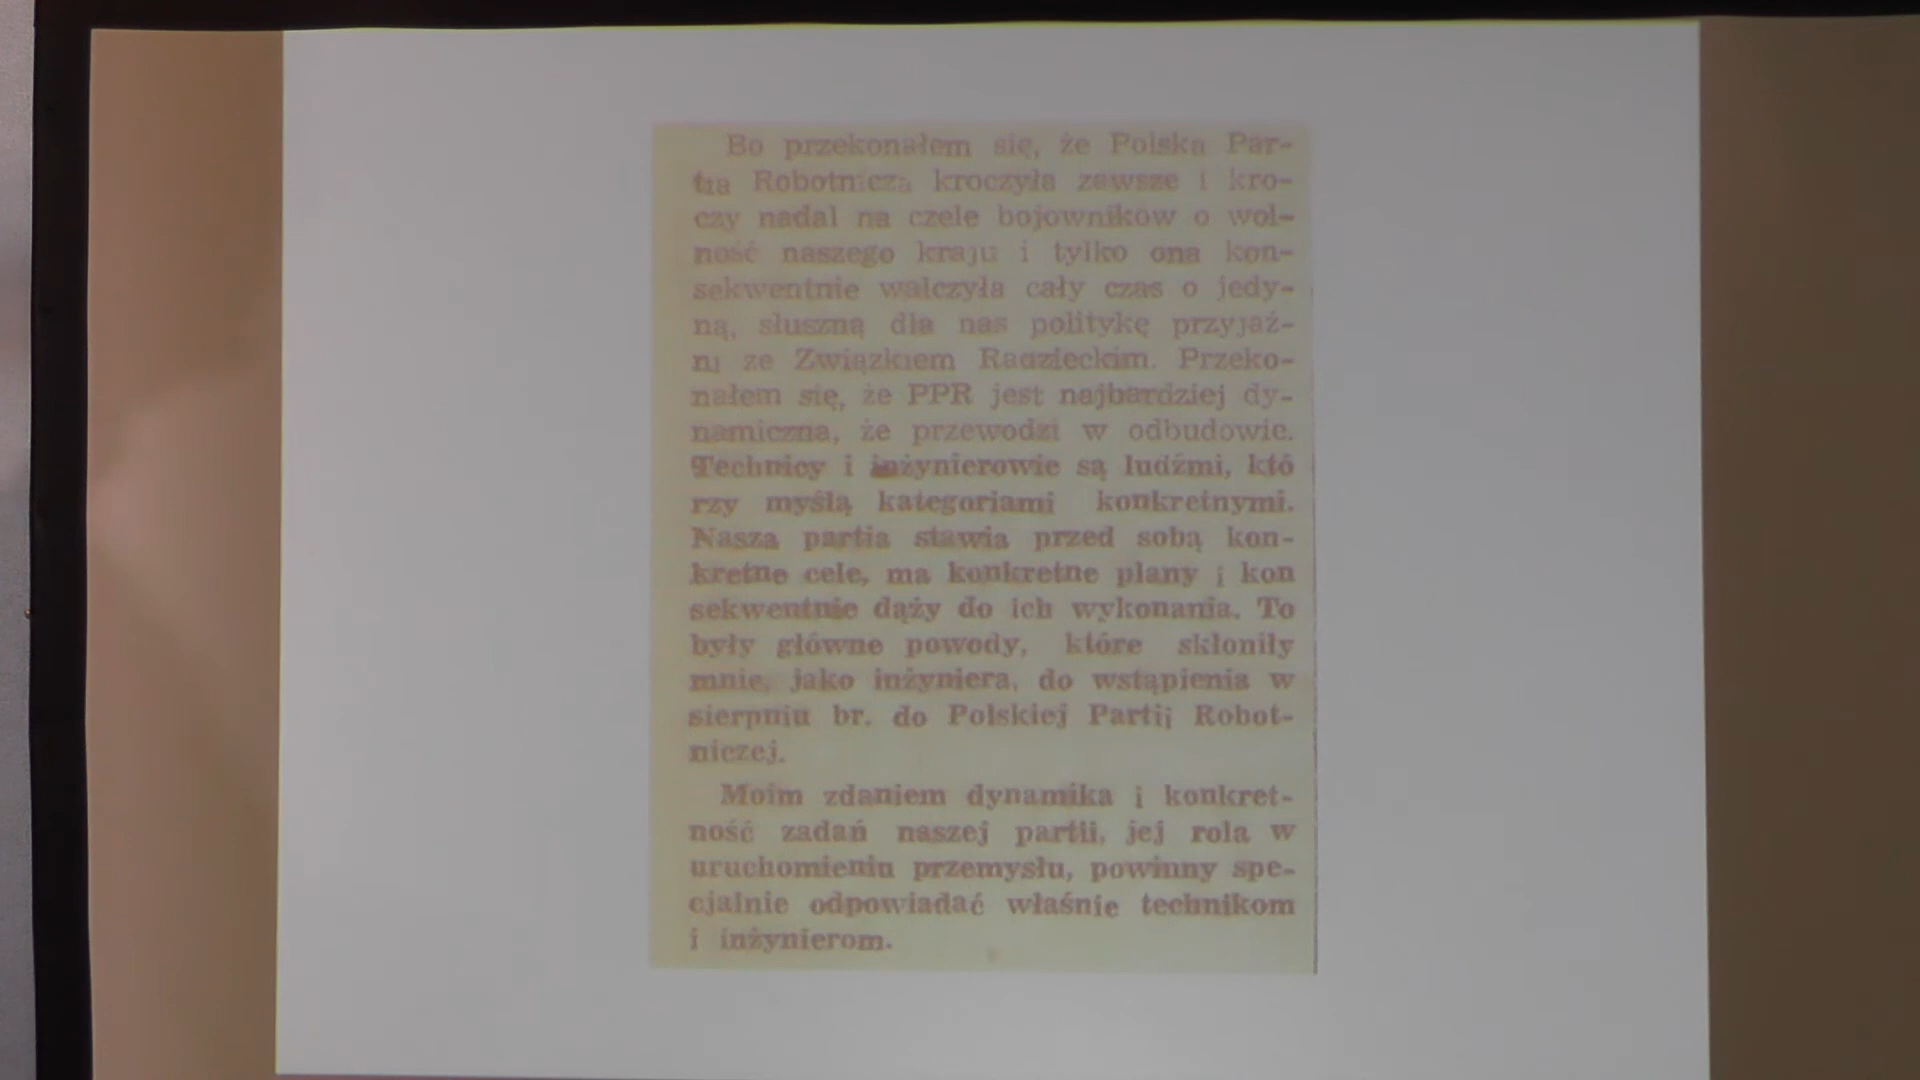 Bo przekonałem się, że Polska Par-
tia Robotnicza kroczyła zawsze i kro-
czy nadal na czele bojowników o wol-
ność naszego kraju i tylko ona kon-
sekwentnie walczyła cały czas o jedy-
ną, słuszną dla nas politykę przyjaź-
ni ze Związkiem Radzieckim. Przeko-
nałem się, że PPR jest najbardziej dy-
namiczna, że przewodzi w odbudowie.
Technicy i inżynierowie są ludźmi, któ
rzy myślą kategoriami konkretnymi.
Nasza partia stawia przed sobą kon-
kretne cele, ma konkretne plany i kon
sekwentnie dąży do ich wykonania. To
były główne powody, które skłoniły
mnie, jako inżyniera, do wstąpienia w
sierpniu br. do Polskiej Partii Robot-
niczej.
Moim zdaniem dynamika i konkret-
ność zadań naszej partii, jej rola w
uruchomieniu przemysłu, powinny spe-
cjalnie odpowiadać właśnie technikom
i inżynierom.